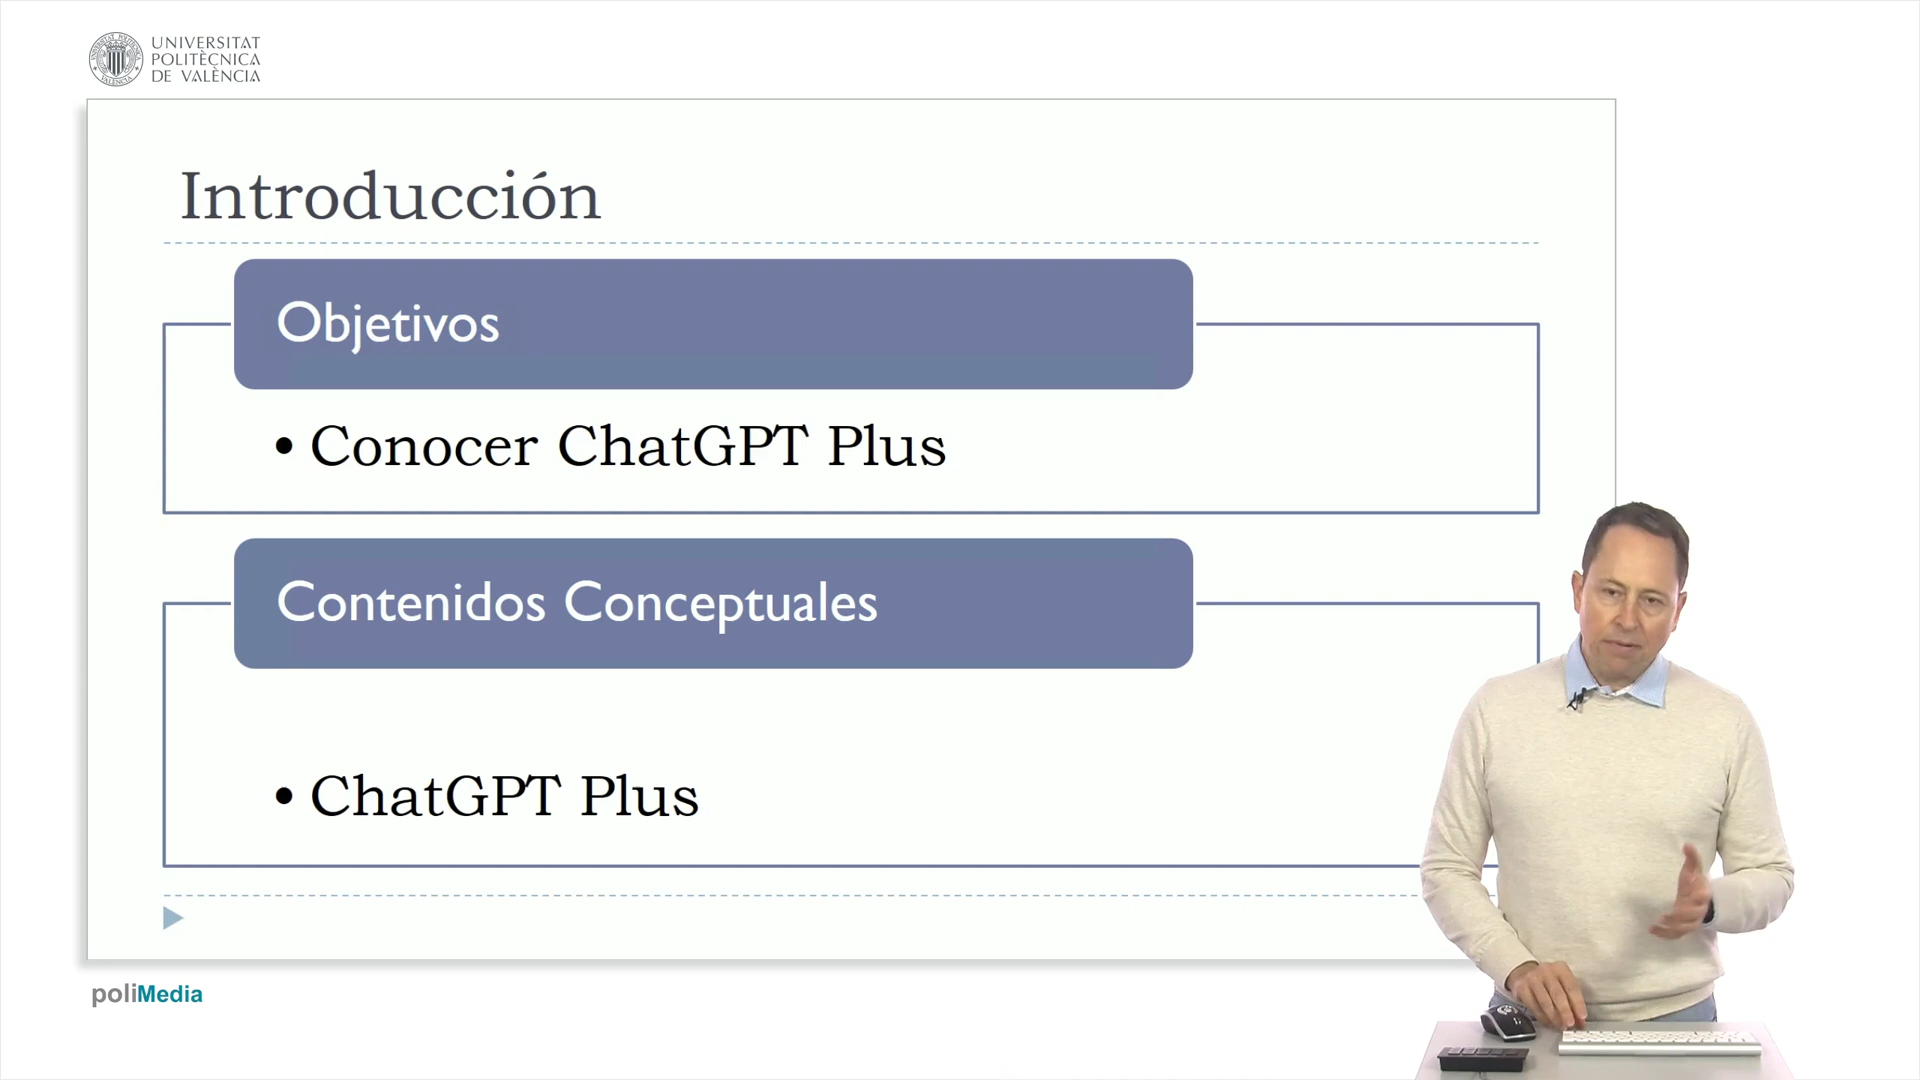 UNIVERSITAT
POLITÈCNICA
DE VALÈNCIA
Introducción
Objetivos
• Conocer ChatGPT Plus
Contenidos Conceptuales
• ChatGPT Plus
poliMedia